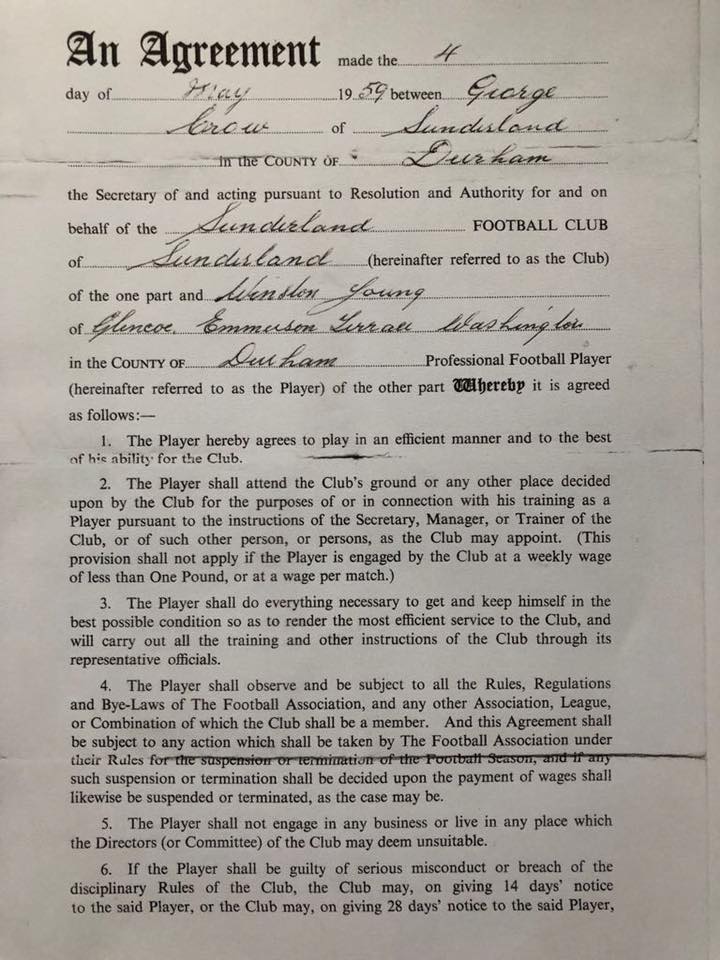 An Agreement made the 4
day of May 1959 between George
Crow of Sunderland
in the COUNTY OF Durham
the Secretary of and acting pursuant to Resolution and Authority for and on
behalf of the Sunderland FOOTBALL CLUB
of Sunderland (hereinafter referred to as the Club)
of the one part and Winston Young
of Glencoe, Emmerson Terrace Washington
in the COUNTY OF Durham Professional Football Player
(hereinafter referred to as the Player) of the other part Whereby it is agreed
as follows:—
1. The Player hereby agrees to play in an efficient manner and to the best
of his ability for the Club.
2. The Player shall attend the Club's ground or any other place decided
upon by the Club for the purposes of or in connection with his training as a
Player pursuant to the instructions of the Secretary, Manager, or Trainer of the
Club, or of such other person, or persons, as the Club may appoint. (This
provision shall not apply if the Player is engaged by the Club at a weekly wage
of less than One Pound, or at a wage per match.)
3. The Player shall do everything necessary to get and keep himself in the
best possible condition so as to render the most efficient service to the Club, and
will carry out all the training and other instructions of the Club through its
representative officials.
4. The Player shall observe and be subject to all the Rules, Regulations
and Bye-Laws of The Football Association, and any other Association, League,
or Combination of which the Club shall be a member. And this Agreement shall
be subject to any action which shall be taken by The Football Association under
their Rules for the suspension or termination of the Football Season, and if any
such suspension or termination shall be decided upon the payment of wages shall
likewise be suspended or terminated, as the case may be.
5. The Player shall not engage in any business or live in any place which
the Directors (or Committee) of the Club may deem unsuitable.
6. If the Player shall be guilty of serious misconduct or breach of the
disciplinary Rules of the Club, the Club may, on giving 14 days' notice
to the said Player, or the Club may, on giving 28 days' notice to the said Player,